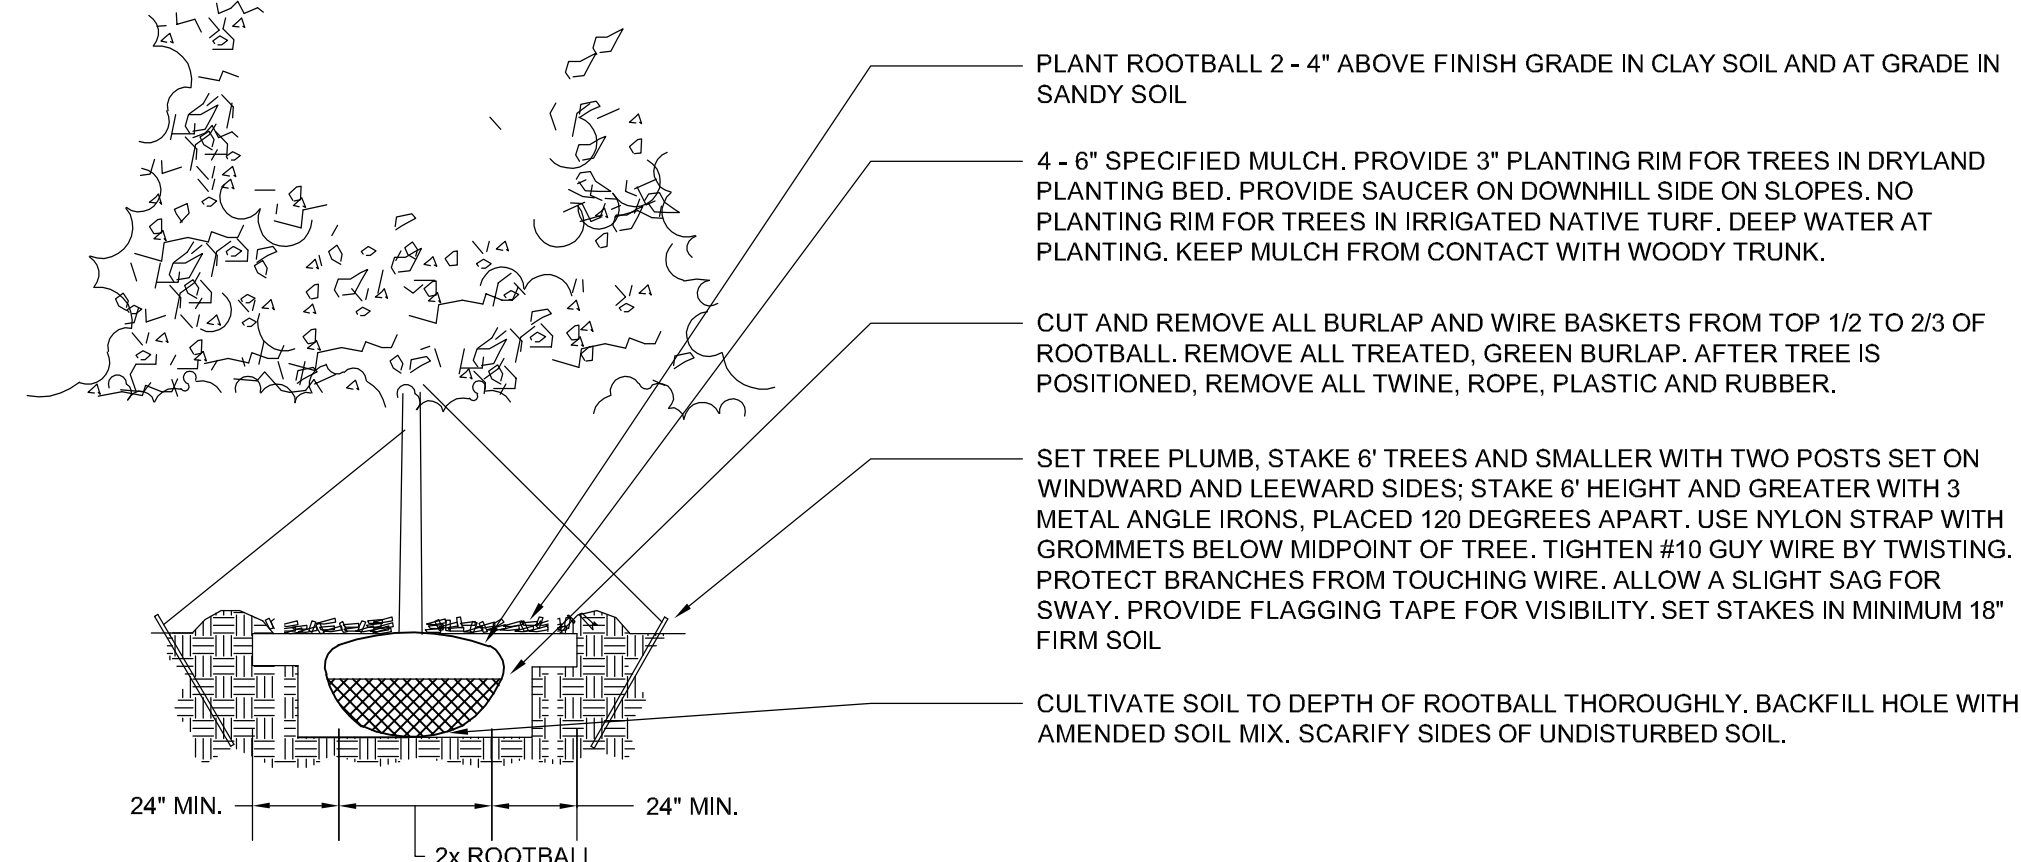 PLANT ROOTBALL 2 - 4" ABOVE FINISH GRADE IN CLAY SOIL AND AT GRADE IN
SANDY SOIL
4 - 6" SPECIFIED MULCH. PROVIDE 3" PLANTING RIM FOR TREES IN DRYLAND
PLANTING BED. PROVIDE SAUCER ON DOWNHILL SIDE ON SLOPES. NO
PLANTING RIM FOR TREES IN IRRIGATED NATIVE TURF. DEEP WATER AT
PLANTING. KEEP MULCH FROM CONTACT WITH WOODY TRUNK.
CUT AND REMOVE ALL BURLAP AND WIRE BASKETS FROM TOP 1/2 TO 2/3 OF
ROOTBALL. REMOVE ALL TREATED, GREEN BURLAP. AFTER TREE IS
POSITIONED, REMOVE ALL TWINE, ROPE, PLASTIC AND RUBBER.
SET TREE PLUMB, STAKE 6' TREES AND SMALLER WITH TWO POSTS SET ON
WINDWARD AND LEEWARD SIDES; STAKE 6' HEIGHT AND GREATER WITH 3
METAL ANGLE IRONS, PLACED 120 DEGREES APART. USE NYLON STRAP WITH
GROMMETS BELOW MIDPOINT OF TREE. TIGHTEN #10 GUY WIRE BY TWISTING.
PROTECT BRANCHES FROM TOUCHING WIRE. ALLOW A SLIGHT SAG FOR
SWAY. PROVIDE FLAGGING TAPE FOR VISIBILITY. SET STAKES IN MINIMUM 18"
FIRM SOIL
CULTIVATE SOIL TO DEPTH OF ROOTBALL THOROUGHLY. BACKFILL HOLE WITH
AMENDED SOIL MIX. SCARIFY SIDES OF UNDISTURBED SOIL.
24" MIN.
24" MIN.
2x ROOTBALL